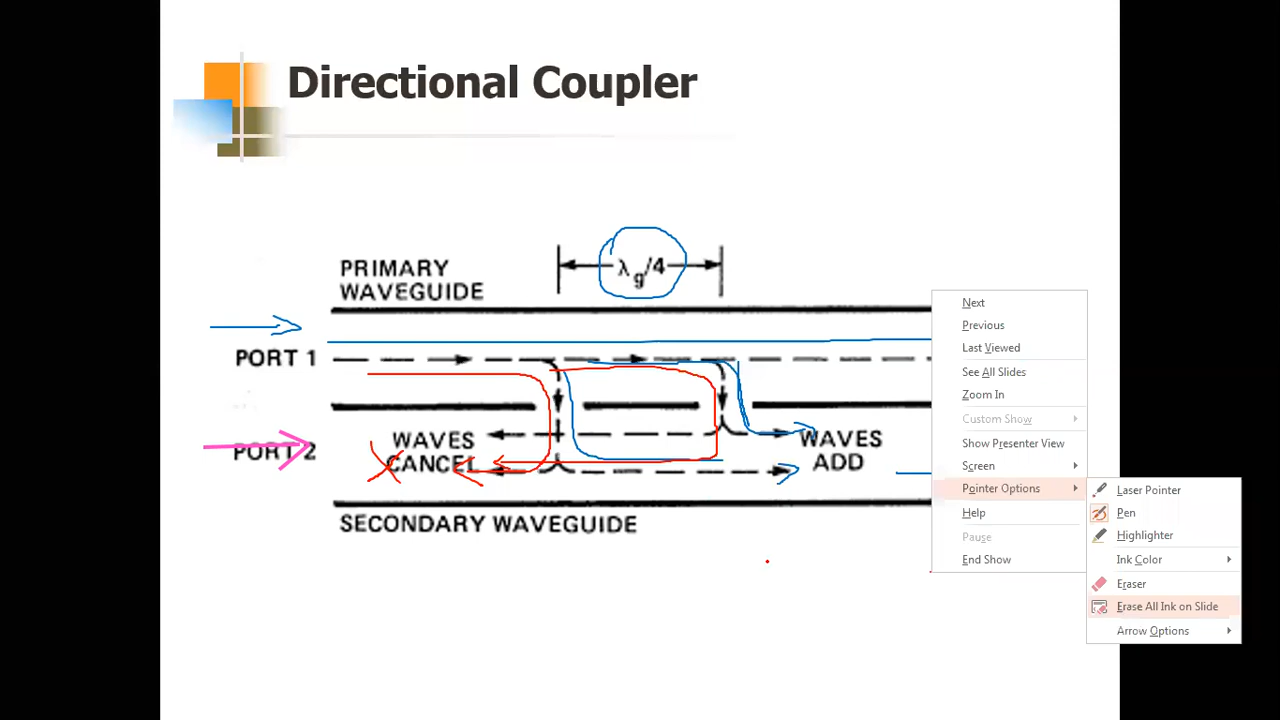 Directional Coupler
λg/4
PRIMARY
WAVEGUIDE
PORT 1
PORT 2
WAVES
CANCEL
WAVES
ADD
SECONDARY WAVEGUIDE
Next
Previous
Last Viewed
See All Slides
Zoom In
Custom Show
Show Presenter View
Screen
Pointer Options
Help
Pause
End Show
Laser Pointer
Pen
Highlighter
Ink Color
Eraser
Erase All Ink on Slide
Arrow Options